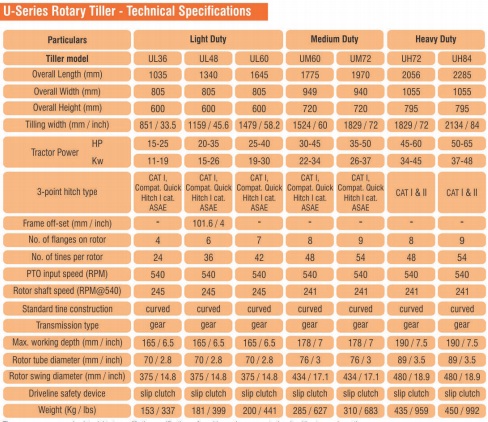 U-Series Rotary Tiller - Technical Specifications
Particulars Light Duty Medium Duty Heavy Duty
Tiller model UL36 UL48 UL60 UM60 UM72 UH72 UH84
Overall Length (mm) 1035 1340 1645 1775 1970 2056 2285
Overall Width (mm) 805 805 805 949 940 1055 1055
Overall Height (mm) 600 600 600 720 720 795 795
Tilling width (mm / inch) 851 / 33.5 1159 / 45.6 1479 / 58.2 1524 / 60 1829 / 72 1829 / 72 2134 / 84
Tractor Power HP 15-25 20-35 25-40 30-45 35-50 45-60 50-65
Kw 11-19 15-26 19-30 22-34 26-37 34-45 37-48
3-point hitch type CAT I, Compat. Quick Hitch I cat. ASAE CAT I, Compat. Quick Hitch I cat. ASAE CAT I, Compat. Quick Hitch I cat. ASAE CAT I, Compat. Quick Hitch I cat. ASAE CAT I, Compat. Quick Hitch I cat. ASAE CAT I & II CAT I & II
Frame off-set (mm / inch) - 101.6 / 4 - - - - -
No. of flanges on rotor 4 6 7 8 9 8 9
No. of tines per rotor 24 36 42 48 54 48 54
PTO input speed (RPM) 540 540 540 540 540 540 540
Rotor shaft speed (RPM@540) 245 245 245 241 241 241 241
Standard tine construction curved curved curved curved curved curved curved
Transmission type gear gear gear gear gear gear gear
Max. working depth (mm / inch) 165 / 6.5 165 / 6.5 165 / 6.5 178 / 7 178 / 7 190 / 7.5 190 / 7.5
Rotor tube diameter (mm / inch) 70 / 2.8 70 / 2.8 70 / 2.8 76 / 3 76 / 3 89 / 3.5 89 / 3.5
Rotor swing diameter (mm / inch) 375 / 14.8 375 / 14.8 375 / 14.8 434 / 17.1 434 / 17.1 480 / 18.9 480 / 18.9
Driveline safety device slip clutch slip clutch slip clutch slip clutch slip clutch slip clutch slip clutch
Weight (Kg / lbs) 153 / 337 181 / 399 200 / 441 285 / 627 310 / 683 435 / 959 450 / 992